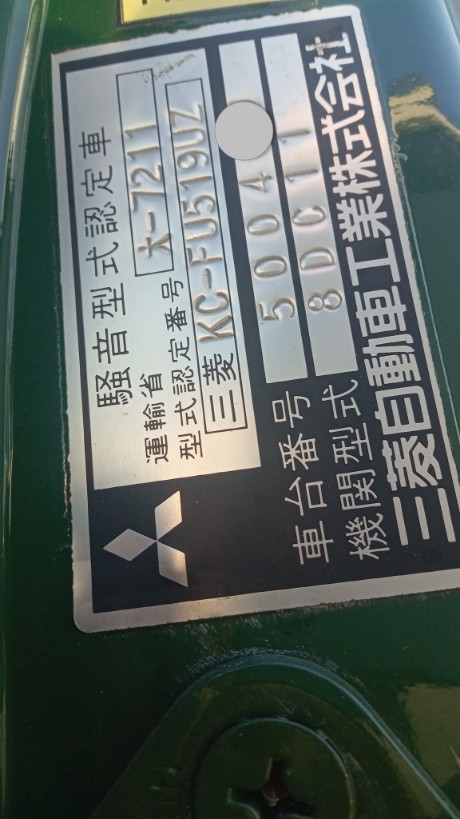 騒音型式認定車
運輸省
型式認定番号 大-7211
三菱 KC-FU519UZ
車台番号 5004
機関型式 8DC11
三菱自動車工業株式会社